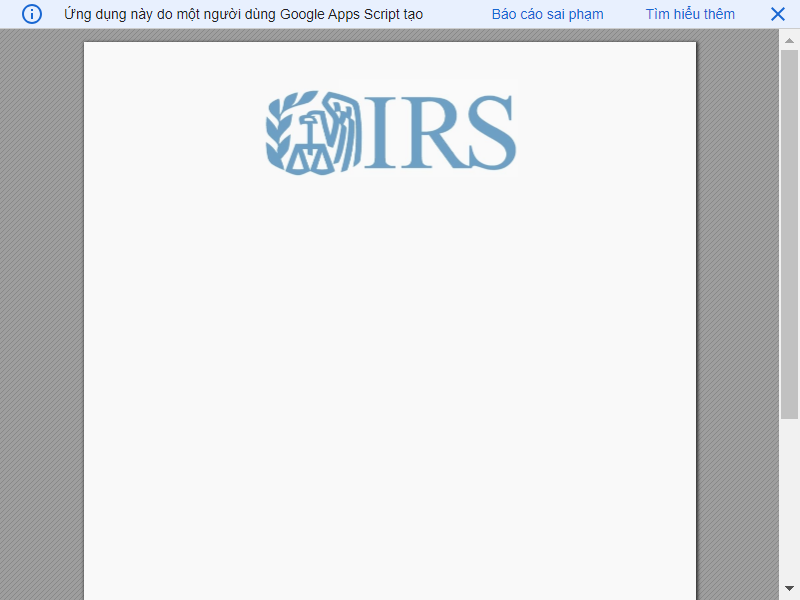 Ứng dụng này do một người dùng Google Apps Script tạo Báo cáo sai phạm Tìm hiểu thêm
IRS